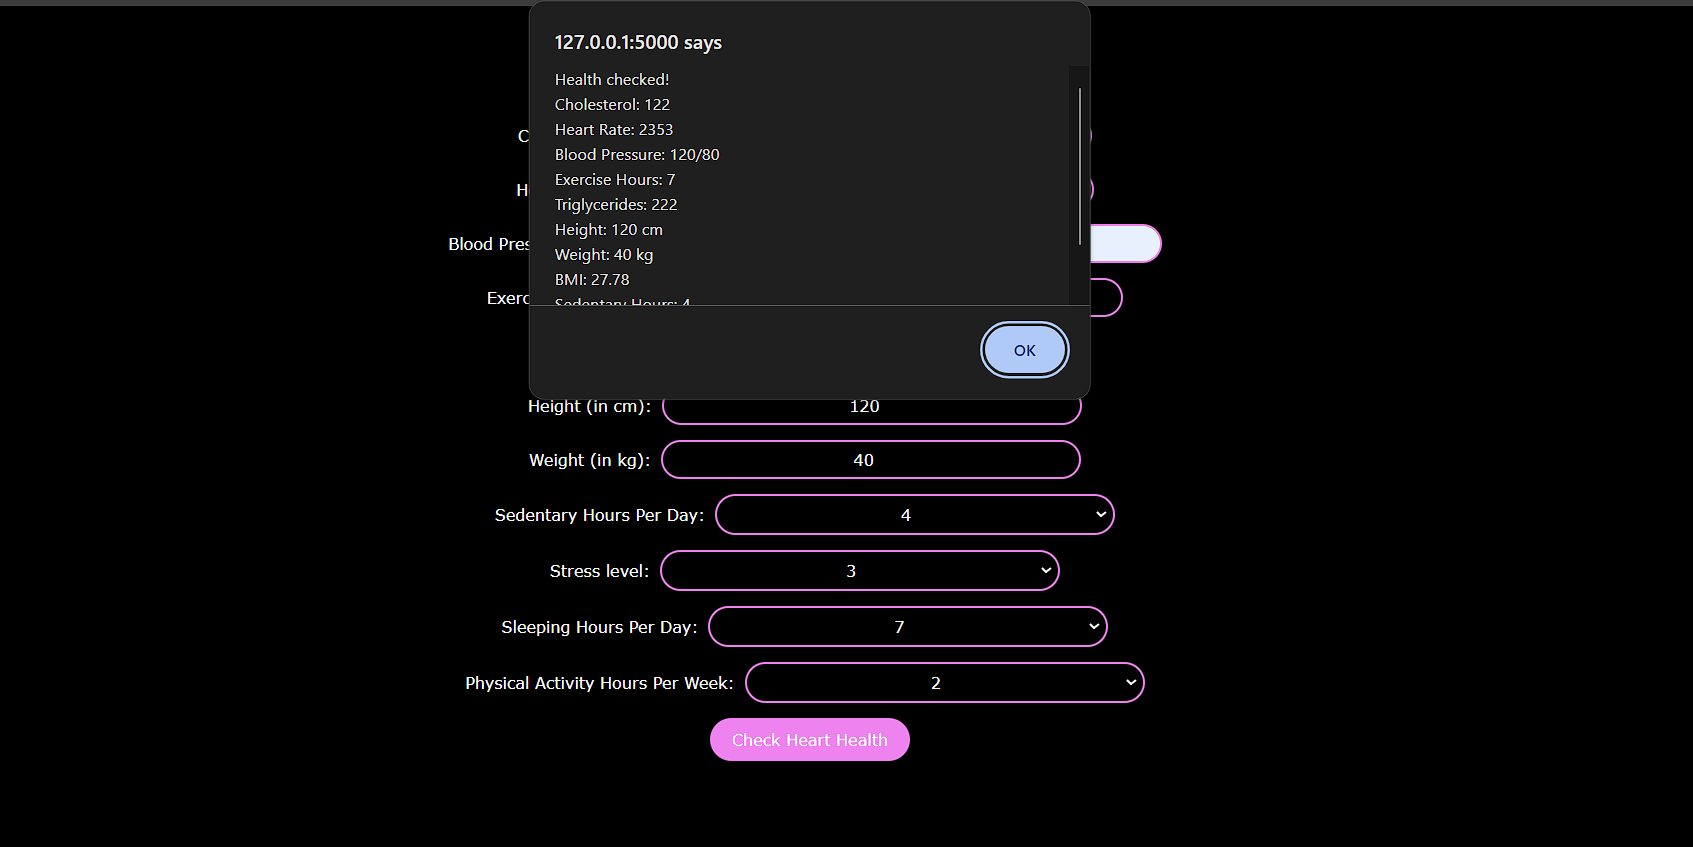 127.0.0.1:5000 says
Health checked!
Cholesterol: 122
Heart Rate: 2353
Blood Pressure: 120/80
Exercise Hours: 7
Triglycerides: 222
Height: 120 cm
Weight: 40 kg
BMI: 27.78
Sedentary Hours: 4
OK
C
H
Blood Pres
Exerc
Height (in cm): 120
Weight (in kg): 40
Sedentary Hours Per Day: 4
Stress level: 3
Sleeping Hours Per Day: 7
Physical Activity Hours Per Week: 2
Check Heart Health